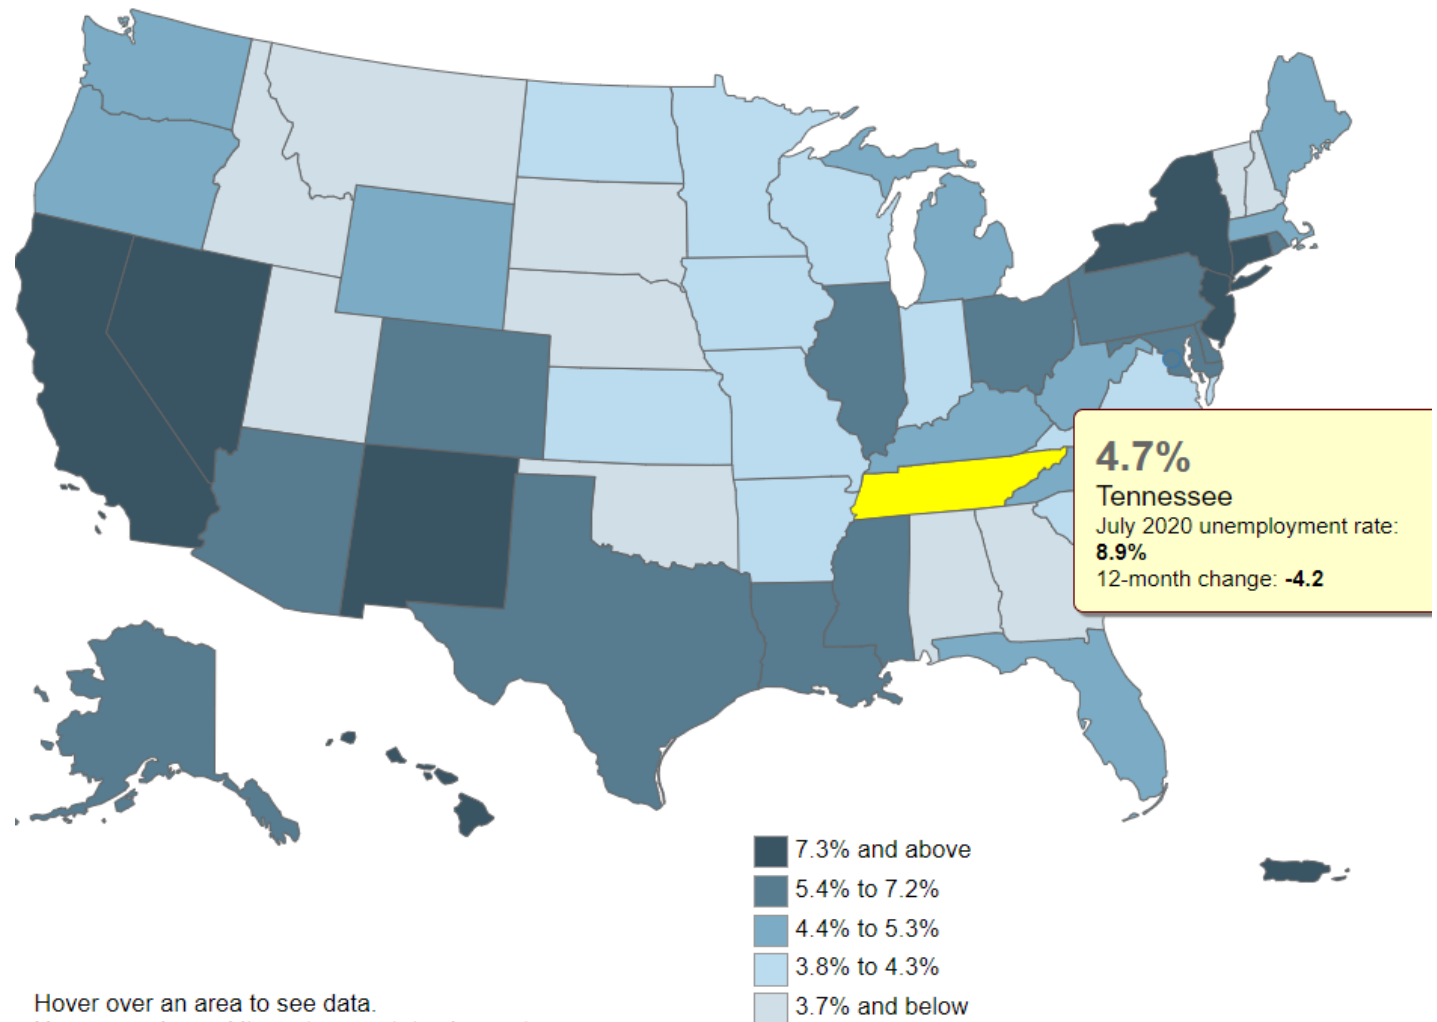 4.7%
Tennessee
July 2020 unemployment rate:
8.9%
12-month change: -4.2
7.3% and above
5.4% to 7.2%
4.4% to 5.3%
3.8% to 4.3%
3.7% and below
Hover over an area to see data.